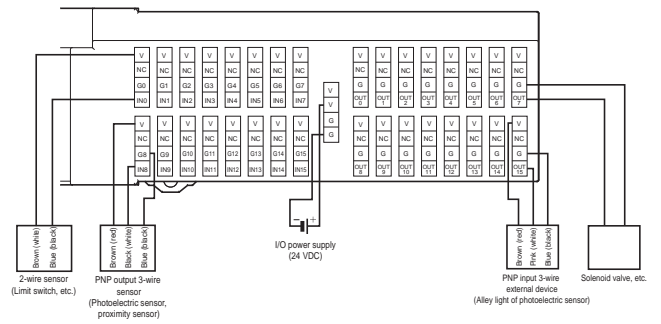 V V V V V V V V V V V V V V V V
NC NC NC NC NC NC NC NC NC NC NC NC NC NC NC NC
G0 G1 G2 G3 G4 G5 G6 G7 G G G G G G G G
IN0 IN1 IN2 IN3 IN4 IN5 IN6 IN7 OUT 0 OUT 1 OUT 2 OUT 3 OUT 4 OUT 5 OUT 6 OUT 7
V
V
G
G
V V V V V V V V V V V V V V V V
NC NC NC NC NC NC NC NC NC NC NC NC NC NC NC NC
G8 G9 G10 G11 G12 G13 G14 G15 G G G G G G G G
IN8 IN9 IN10 IN11 IN12 IN13 IN14 IN15 OUT 8 OUT 9 OUT 10 OUT 11 OUT 12 OUT 13 OUT 14 OUT 15
Brown (white)
Blue (black)
2-wire sensor
(Limit switch, etc.)
Brown (red)
Black (white)
Blue (black)
PNP output 3-wire
sensor
(Photoelectric sensor,
proximity sensor)
− +
I/O power supply
(24 VDC)
Brown (red)
Pink (white)
Blue (black)
PNP input 3-wire
external device
(Alley light of photoelectric sensor)
Solenoid valve, etc.